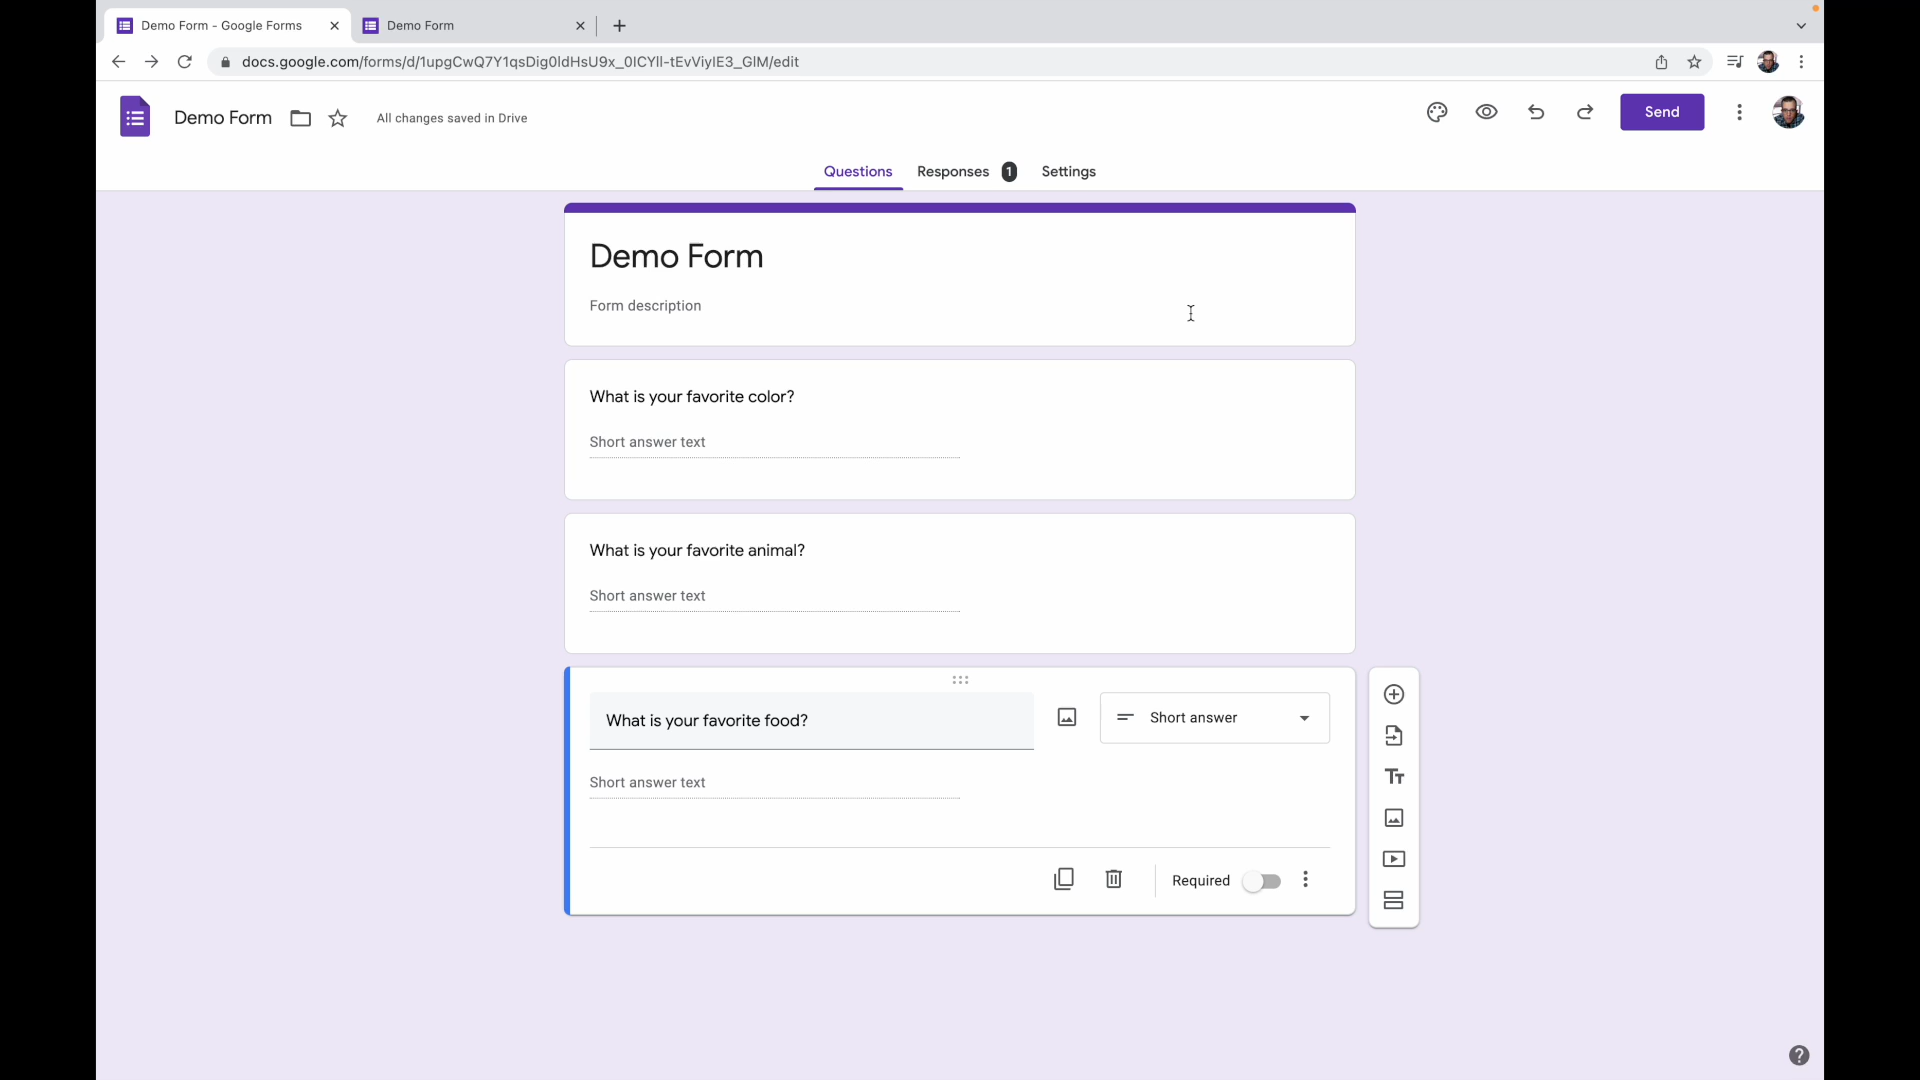 Demo Form - Google Forms
Demo Form
docs.google.com/forms/d/1upgCwQ7Y1qsDig0IdHsU9x_0ICYlI-tEvViyIE3_GlM/edit
Demo Form
All changes saved in Drive
Send
Questions
Responses 1
Settings
Demo Form
Form description
What is your favorite color?
Short answer text
What is your favorite animal?
Short answer text
What is your favorite food?
Short answer
Short answer text
Required